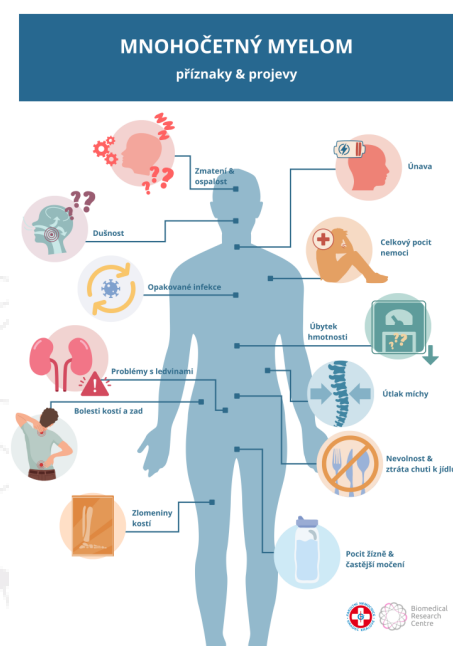 MNOHOČETNÝ MYELOM
příznaky & projevy
Zmatení &
ospalost
Únava
Dušnost
Celkový pocit
nemoci
Opakované infekce
Úbytek
hmotnosti
Problémy s ledvinami
Útlak míchy
Bolesti kostí a zad
Nevolnost &
ztráta chuti k jídlu
Zlomeniny
kostí
Pocit žízně &
častější močení
Biomedical
Research
Centre